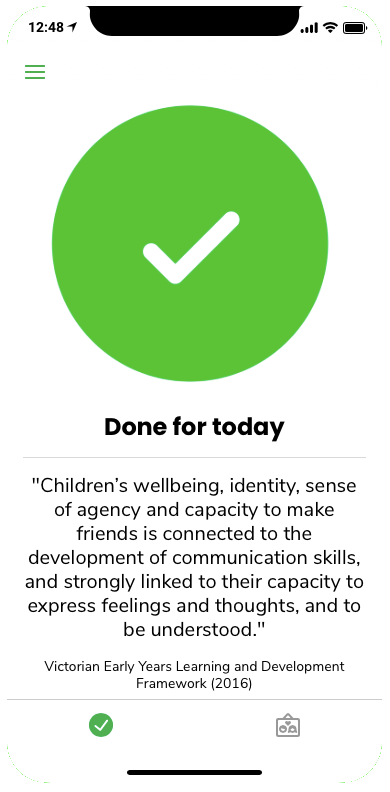 12:48
Done for today
"Children’s wellbeing, identity, sense
of agency and capacity to make
friends is connected to the
development of communication skills,
and strongly linked to their capacity to
express feelings and thoughts, and to
be understood."
Victorian Early Years Learning and Development
Framework (2016)